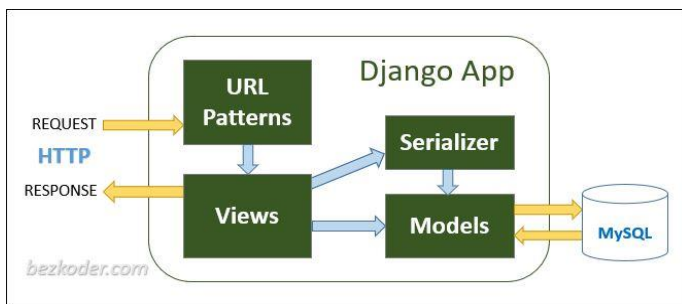 Django App
URL
Patterns
REQUEST
HTTP
RESPONSE
Serializer
Views
Models
MySQL
bezkoder.com